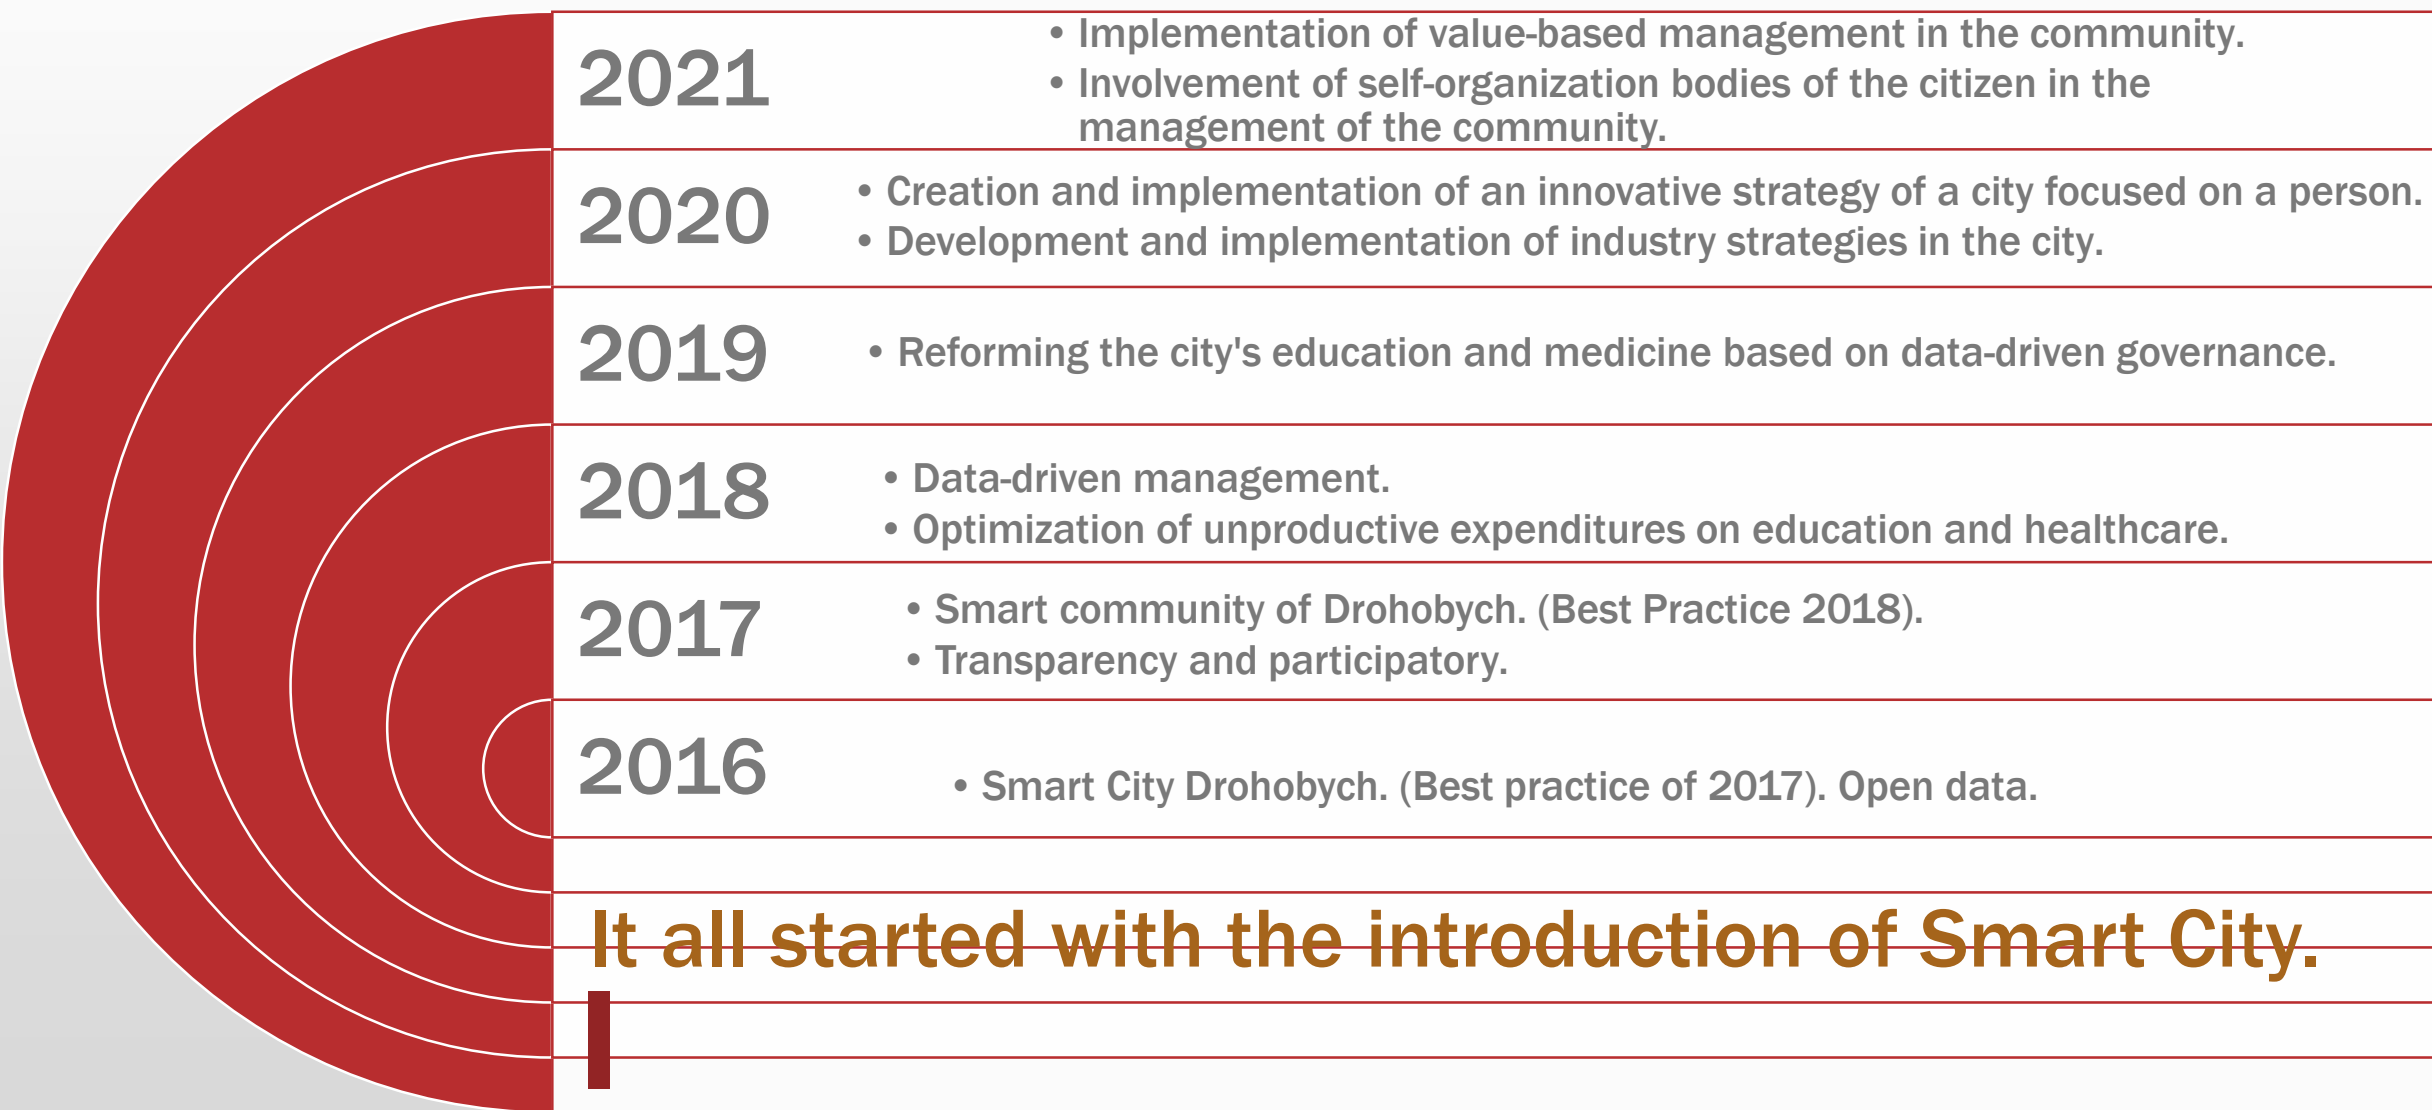 2021
• Implementation of value-based management in the community.
• Involvement of self-organization bodies of the citizen in the
management of the community.
2020
• Creation and implementation of an innovative strategy of a city focused on a person.
• Development and implementation of industry strategies in the city.
2019
• Reforming the city's education and medicine based on data-driven governance.
2018
• Data-driven management.
• Optimization of unproductive expenditures on education and healthcare.
2017
• Smart community of Drohobych. (Best Practice 2018).
• Transparency and participatory.
2016
• Smart City Drohobych. (Best practice of 2017). Open data.
It all started with the introduction of Smart City.